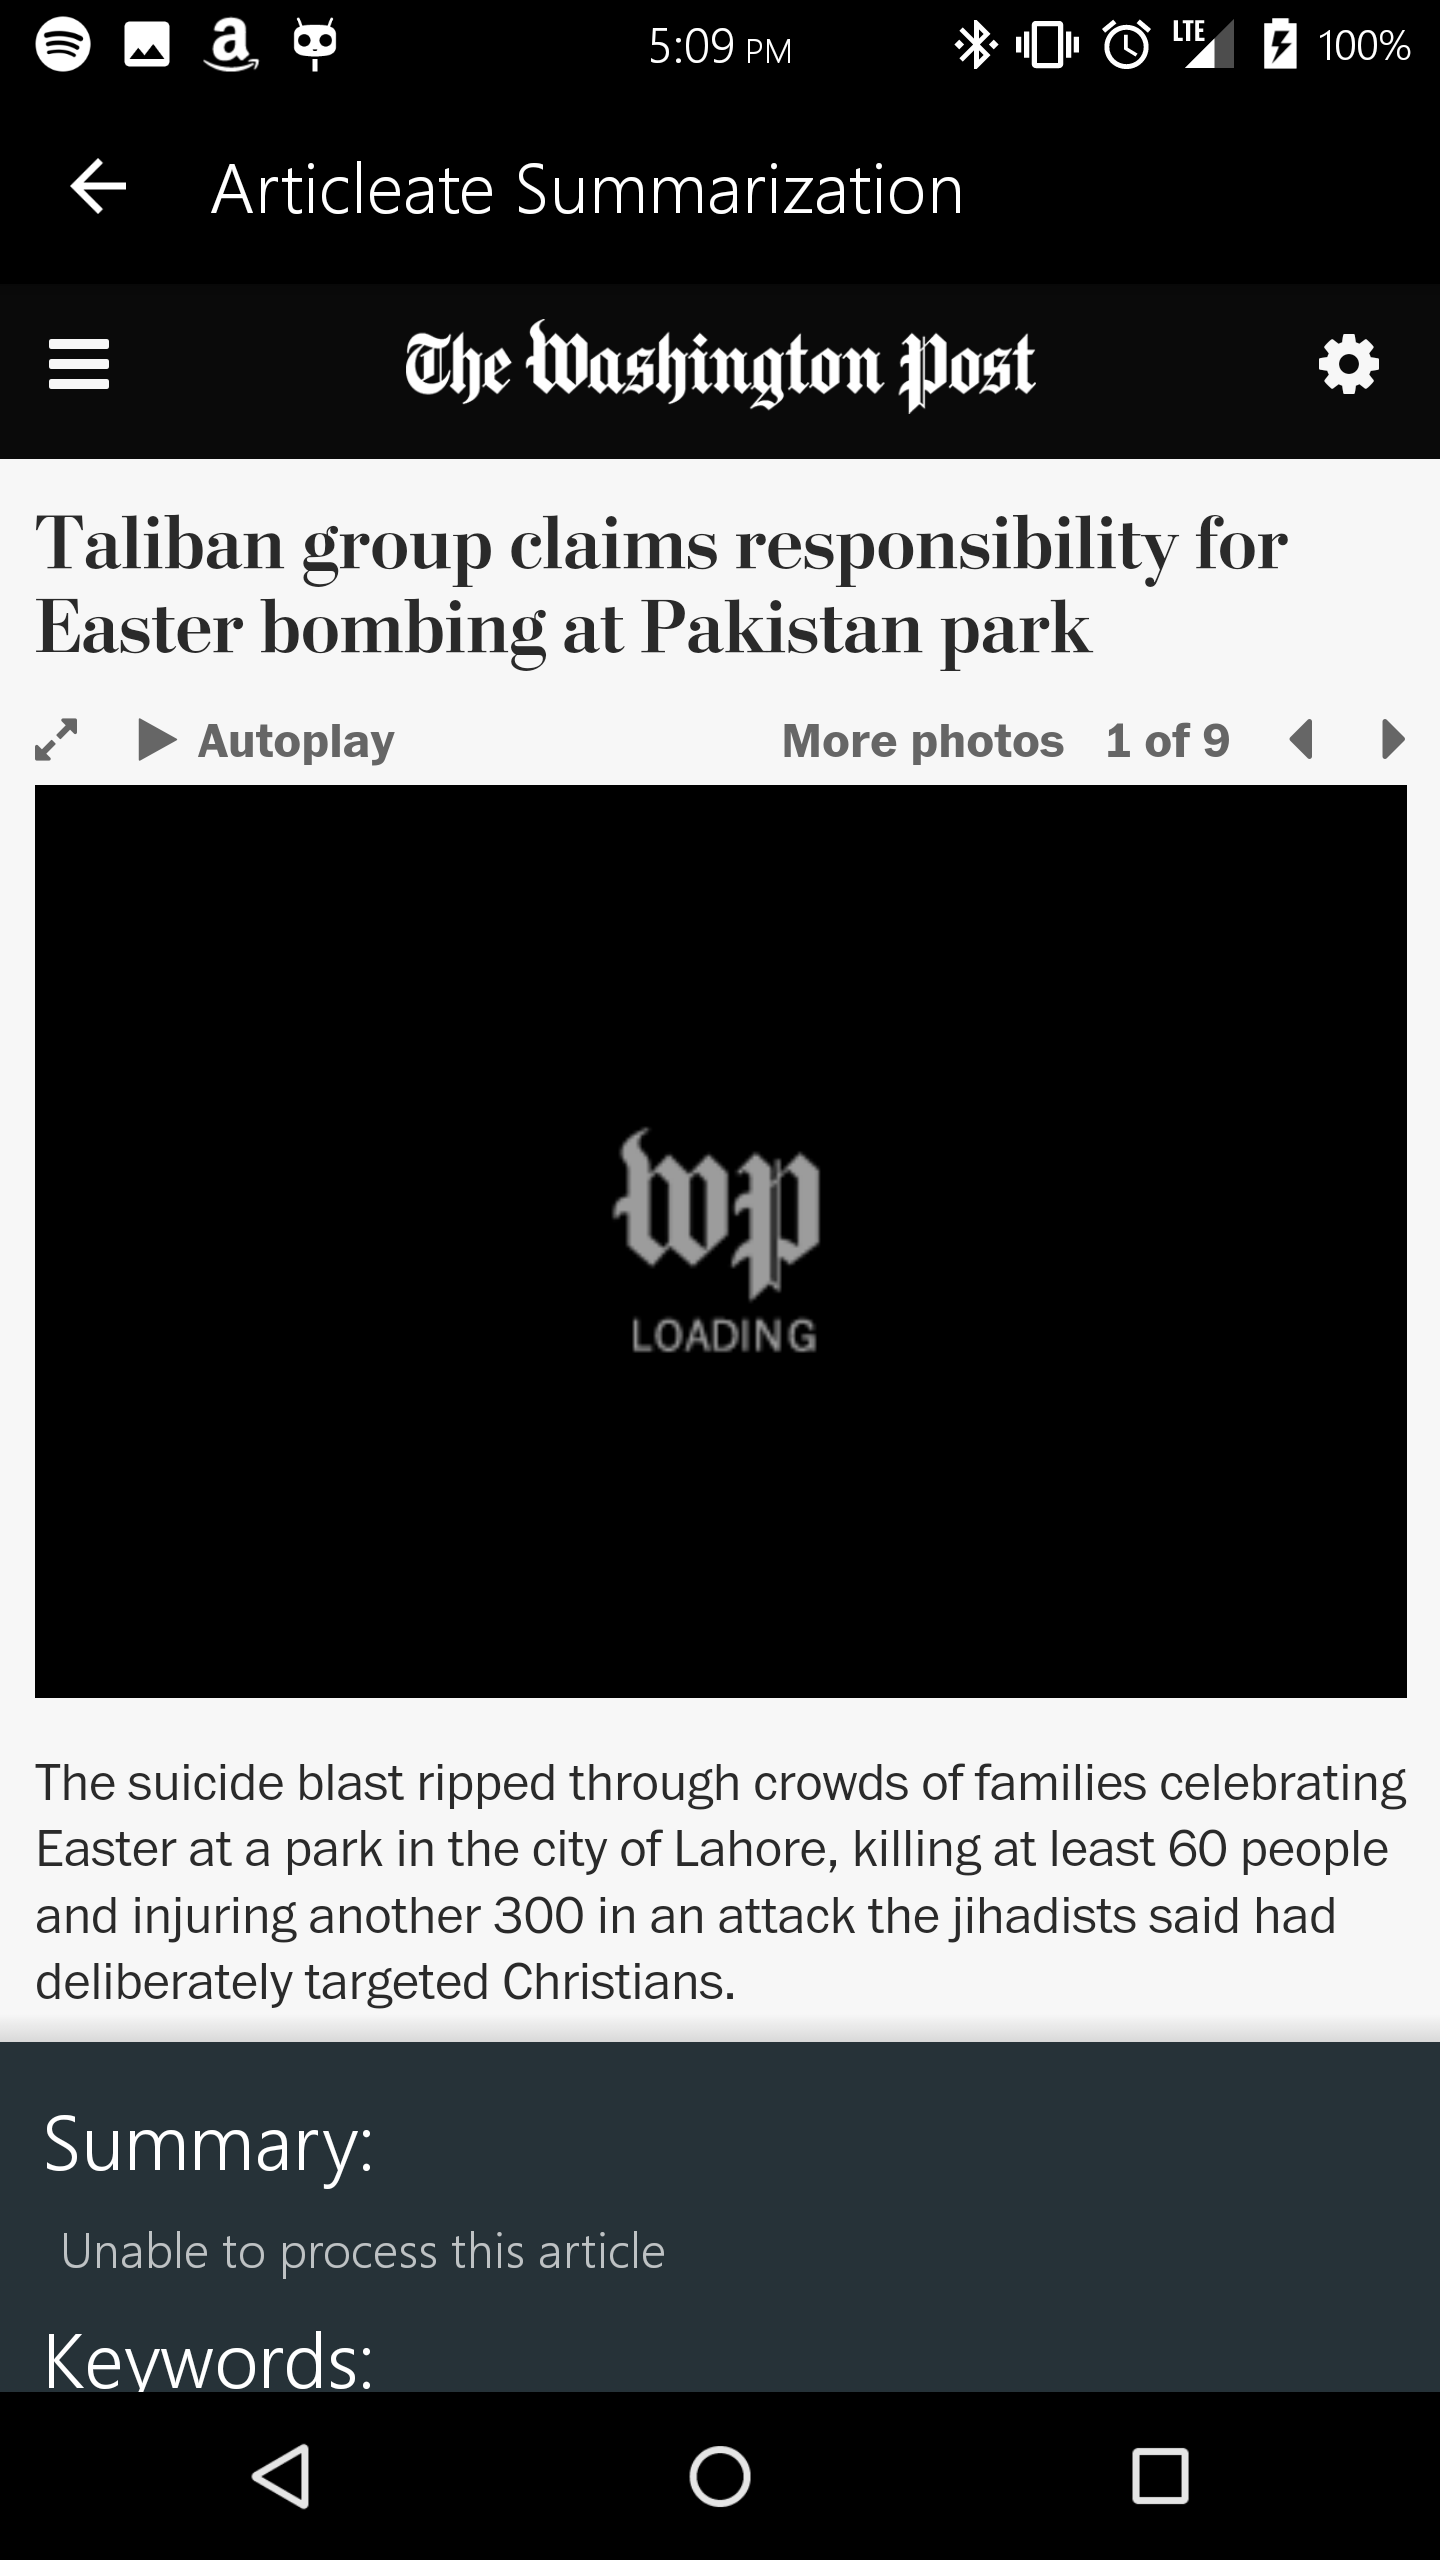 5:09 PM
LTE
100%
Articleate Summarization
The Washington Post
Taliban group claims responsibility for
Easter bombing at Pakistan park
Autoplay
More photos 1 of 9
wp
LOADING
The suicide blast ripped through crowds of families celebrating
Easter at a park in the city of Lahore, killing at least 60 people
and injuring another 300 in an attack the jihadists said had
deliberately targeted Christians.
Summary:
Unable to process this article
Keywords: